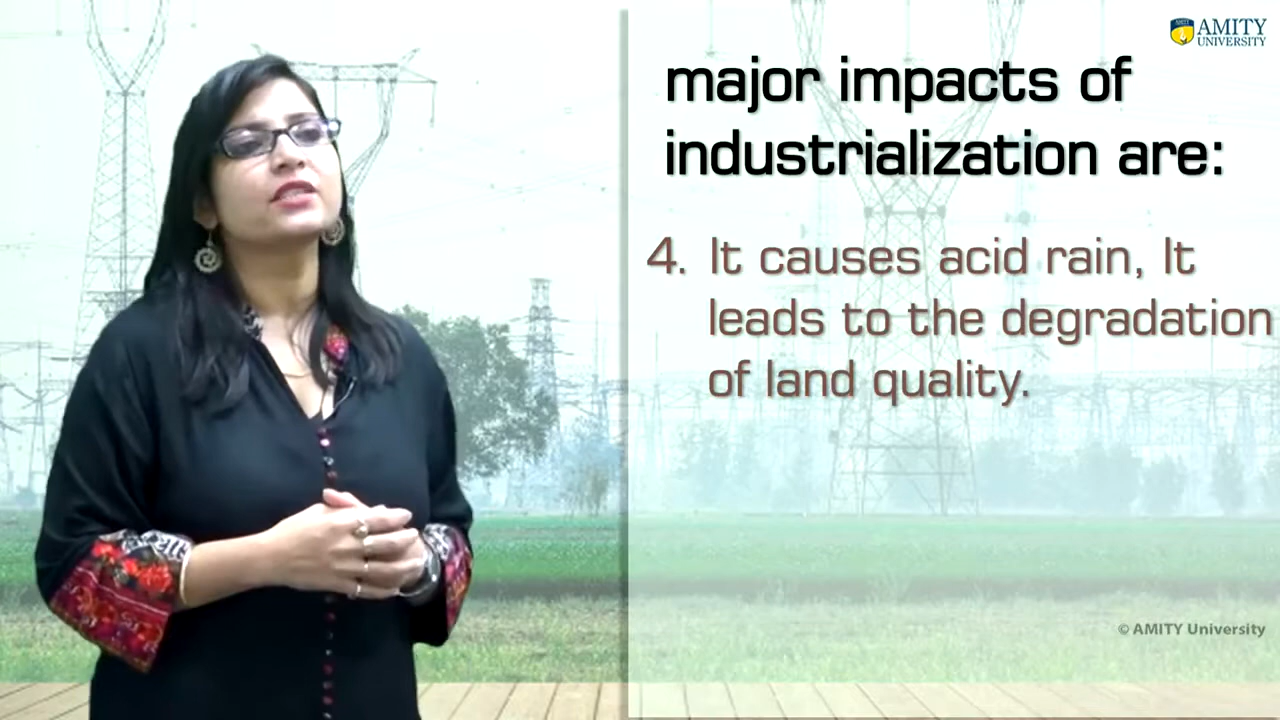 AMITY
UNIVERSITY
major impacts of
industrialization are:
4. It causes acid rain, It
leads to the degradation
of land quality.
© AMITY University